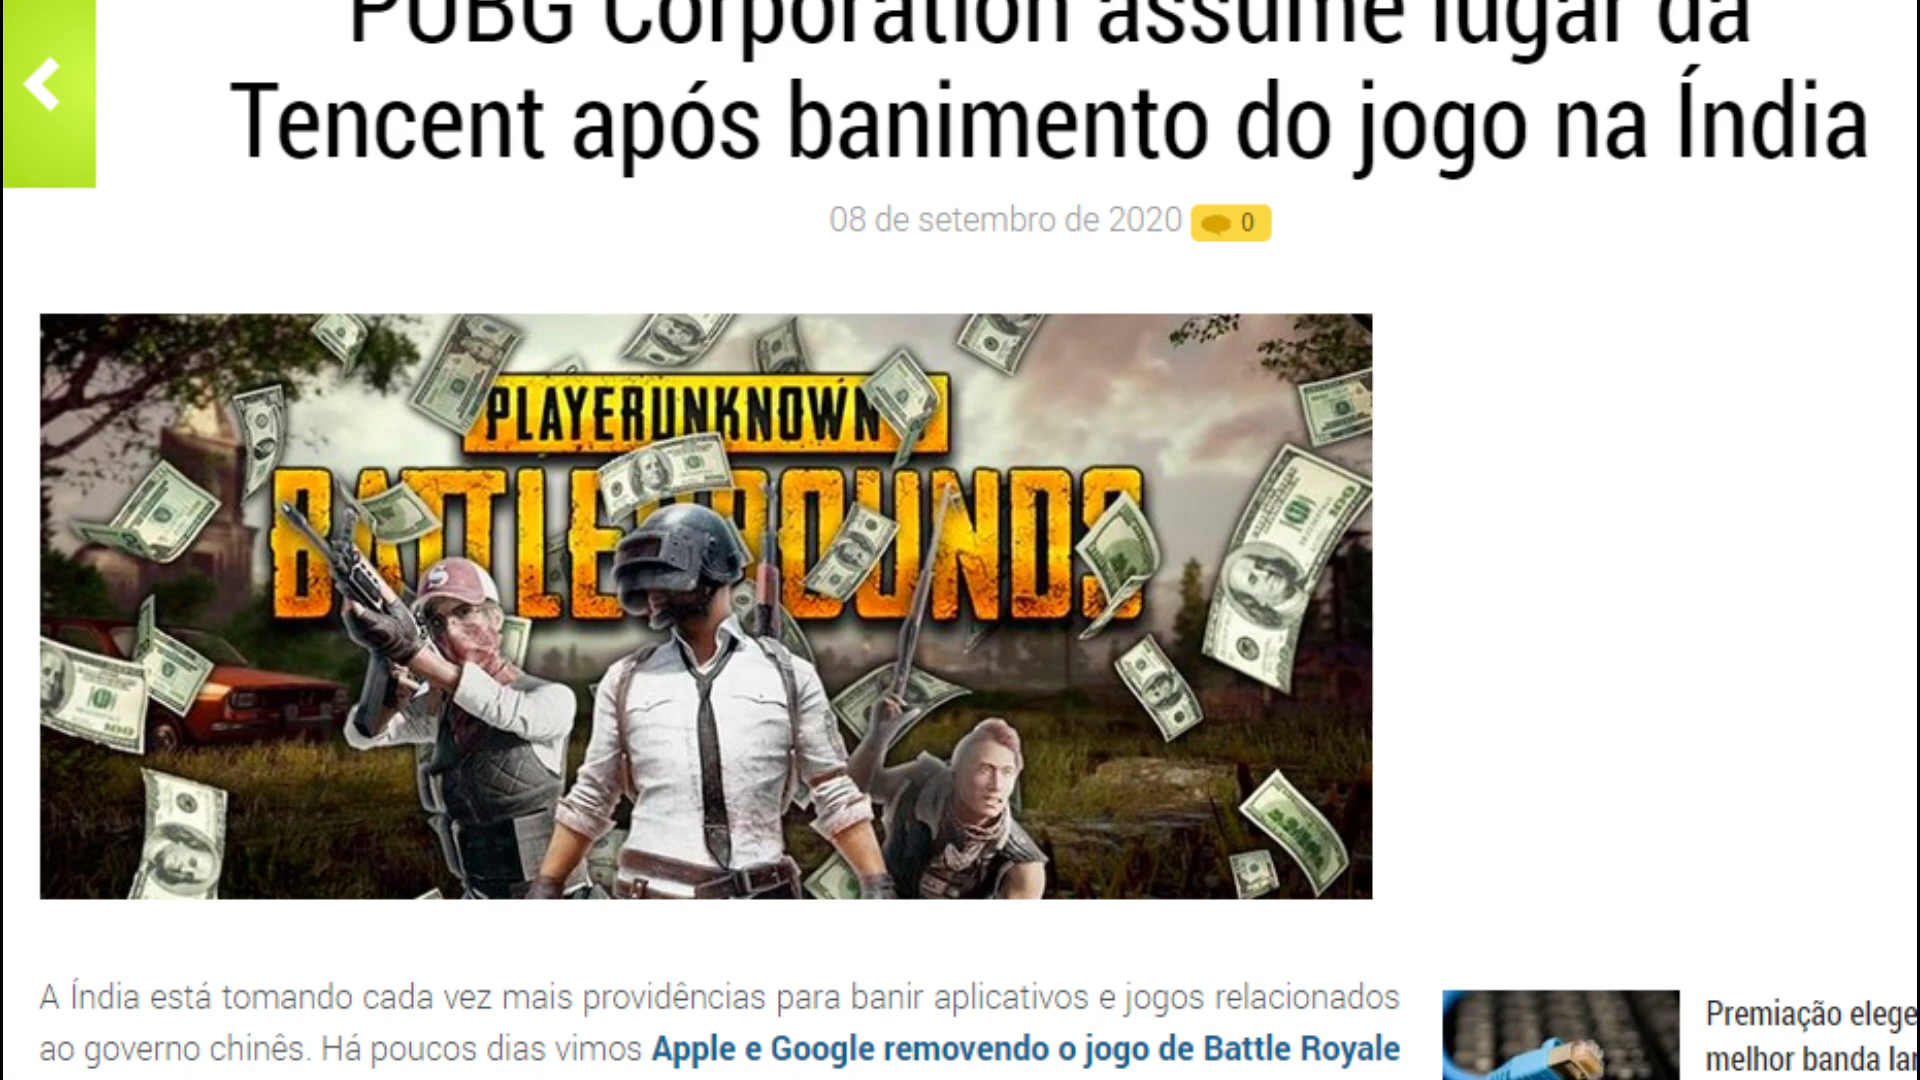 PUBG Corporation assume lugar da
Tencent após banimento do jogo na Índia
08 de setembro de 2020 0
PLAYERUNKNOWN
A Índia está tomando cada vez mais providências para banir aplicativos e jogos relacionados
ao governo chinês. Há poucos dias vimos Apple e Google removendo o jogo de Battle Royale
Premiação elege
melhor banda